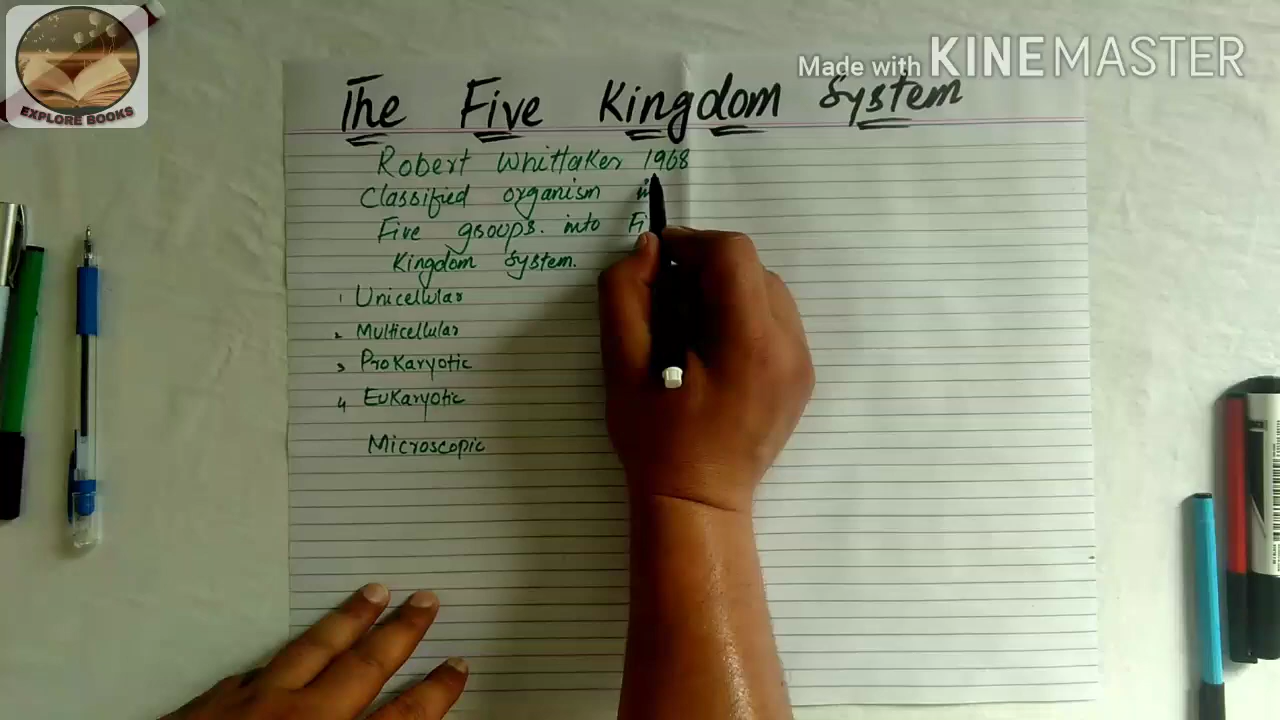 EXPLORE BOOKS
Made with KINEMASTER
The Five Kingdom System
Robert Whittaker 1968
Classified organism
Five groups. into
Kingdom System.
1 Unicellular
2 Multicellular
3 Prokaryotic
4 Eukaryotic
Microscopic